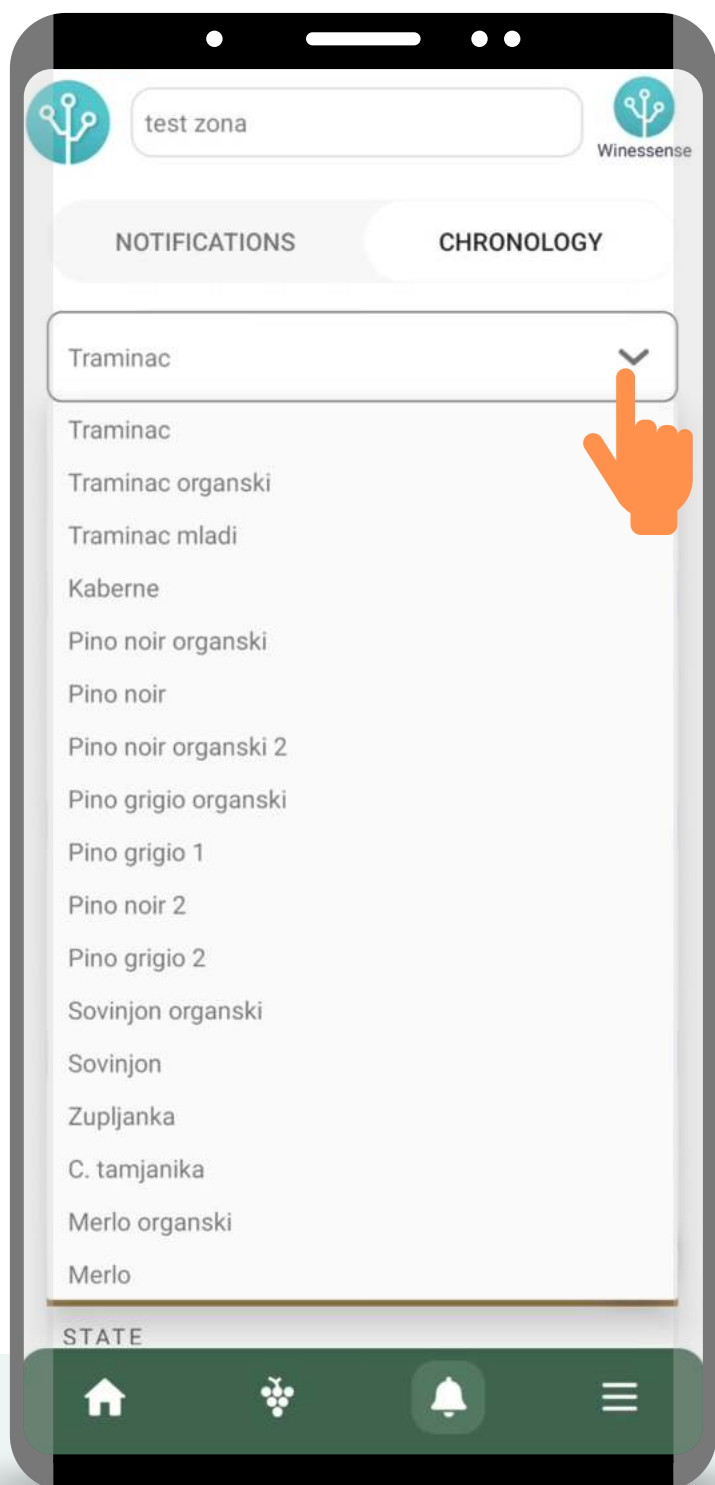 test zona
Winessense
NOTIFICATIONS
CHRONOLOGY
Traminac
Traminac
Traminac organski
Traminac mladi
Kaberne
Pino noir organski
Pino noir
Pino noir organski 2
Pino grigio organski
Pino grigio 1
Pino noir 2
Pino grigio 2
Sovinjon organski
Sovinjon
Zupljanka
C. tamjanika
Merlo organski
Merlo
STATE